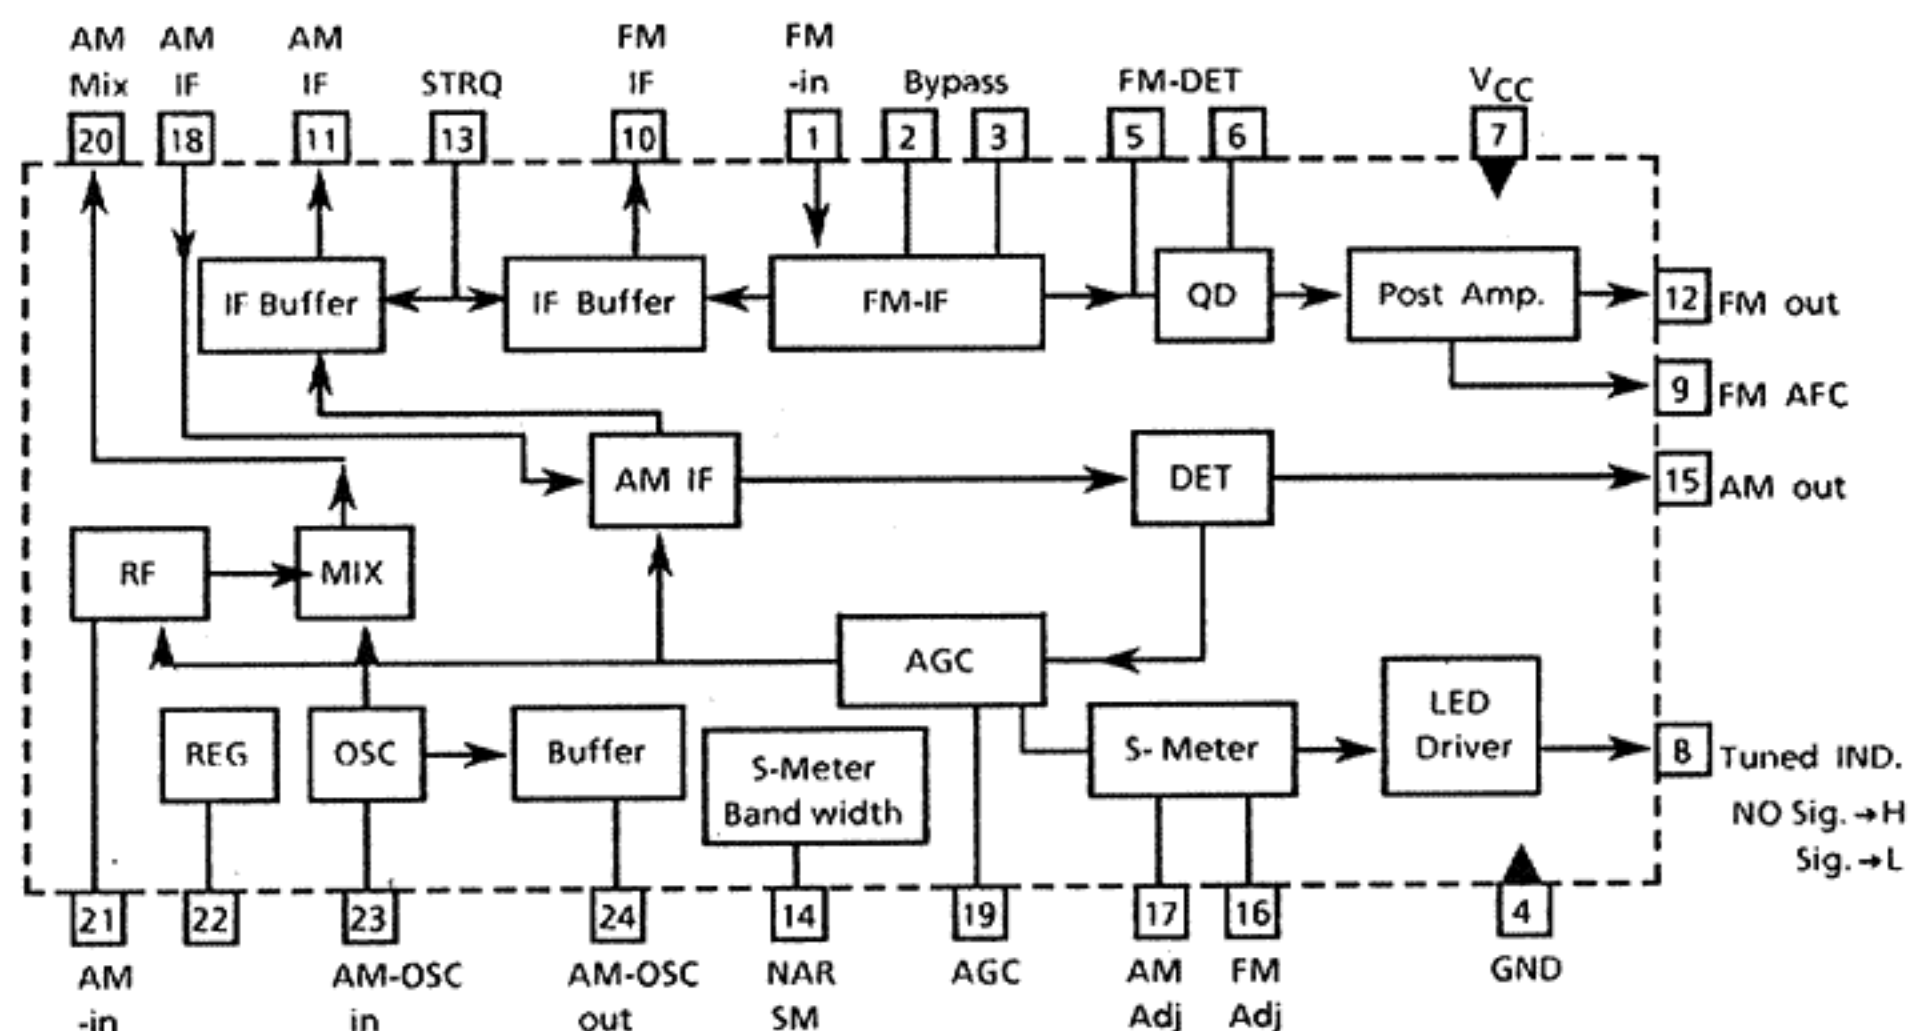 AM AM AM FM FM
Mix IF IF STRQ IF -in Bypass FM-DET VCC
20 18 11 13 10 1 2 3 5 6 7
IF Buffer IF Buffer FM-IF QD Post Amp. 12 FM out
9 FM AFC
AM IF DET 15 AM out
RF MIX
AGC
REG OSC Buffer S-Meter Band width S- Meter LED Driver 8 Tuned IND.
NO Sig.→H
Sig.→L
21 22 23 24 14 19 17 16 4
AM AM-OSC AM-OSC NAR AGC AM FM GND
-in in out SM Adj Adj